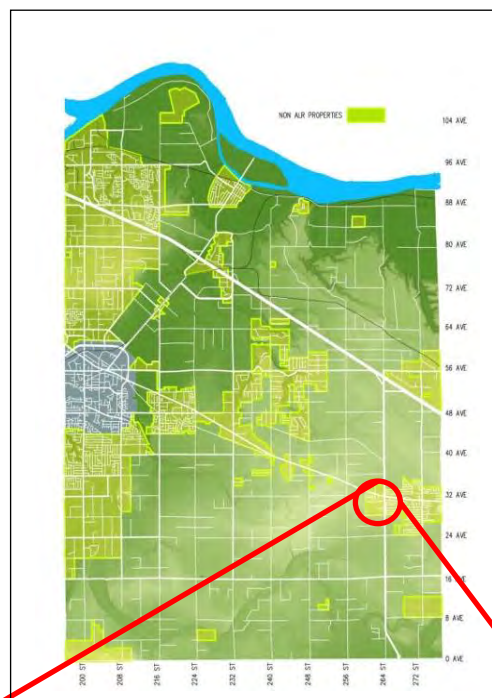 NON ALR PROPERTIES
104 AVE
96 AVE
88 AVE
80 AVE
72 AVE
64 AVE
56 AVE
48 AVE
40 AVE
32 AVE
24 AVE
16 AVE
8 AVE
0 AVE
200 ST
208 ST
216 ST
224 ST
232 ST
240 ST
248 ST
256 ST
264 ST
272 ST